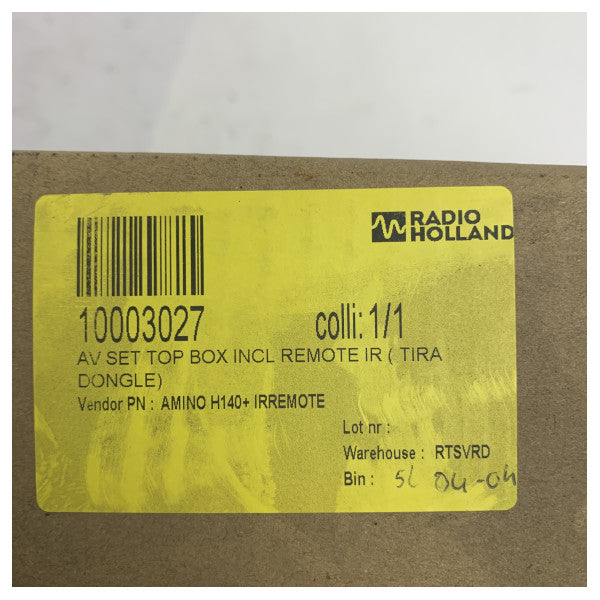 RADIO
HOLLAND
10003027 colli: 1/1
AV SET TOP BOX INCL REMOTE IR ( TIRA
DONGLE)
Vendor PN : AMINO H140+ IRREMOTE
Lot nr :
Warehouse : RTSVRD
Bin : 5L 04-04